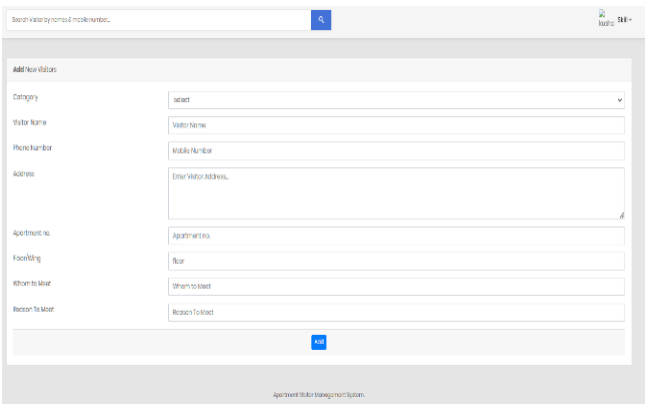 Search Visitor by names & mobile number...
Skill
Add New Visitors
Category
select
Visitor Name
Visitor Name
Phone Number
Mobile Number
Address
Enter Visitor Address...
Apartment no.
Apartment no.
Floor/Wing
floor
Whom to Meet
Whom to Meet
Reason To Meet
Reason To Meet
Add
Apartment Visitor Management System.